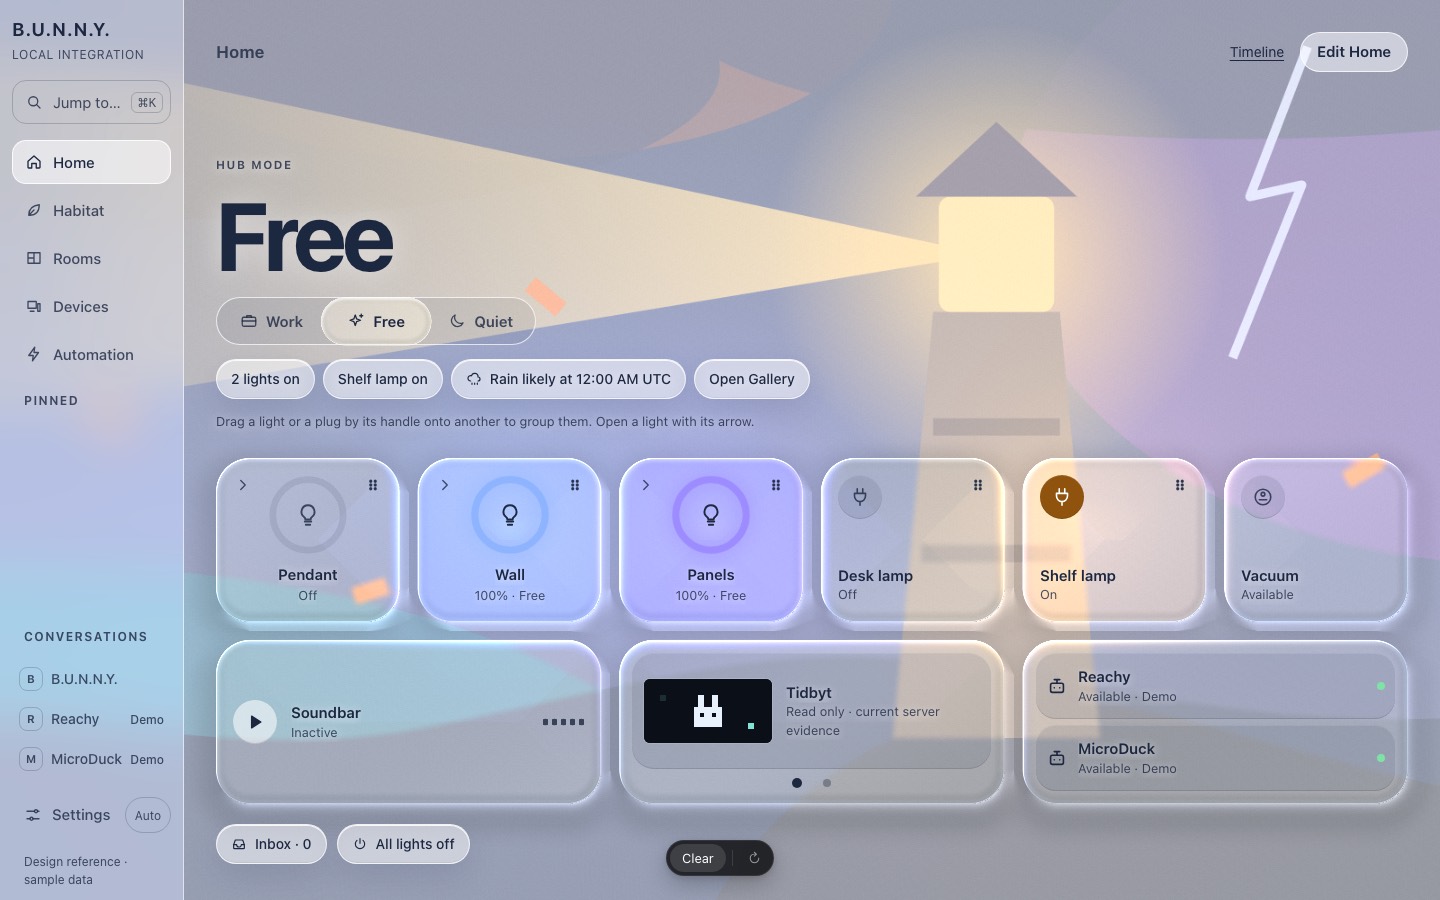 B.U.N.N.Y.
LOCAL INTEGRATION
Jump to... ⌘K
Home
Habitat
Rooms
Devices
Automation
PINNED
CONVERSATIONS
B B.U.N.N.Y.
R Reachy Demo
M MicroDuck Demo
Settings Auto
Design reference ·
sample data
Home
Timeline Edit Home
HUB MODE
Free
Work Free Quiet
2 lights on Shelf lamp on Rain likely at 12:00 AM UTC Open Gallery
Drag a light or a plug by its handle onto another to group them. Open a light with its arrow.
Pendant
Off
Wall
100% · Free
Panels
100% · Free
Desk lamp
Off
Shelf lamp
On
Vacuum
Available
Soundbar
Inactive
Tidbyt
Read only · current server
evidence
Reachy
Available · Demo
MicroDuck
Available · Demo
Inbox · 0 All lights off
Clear